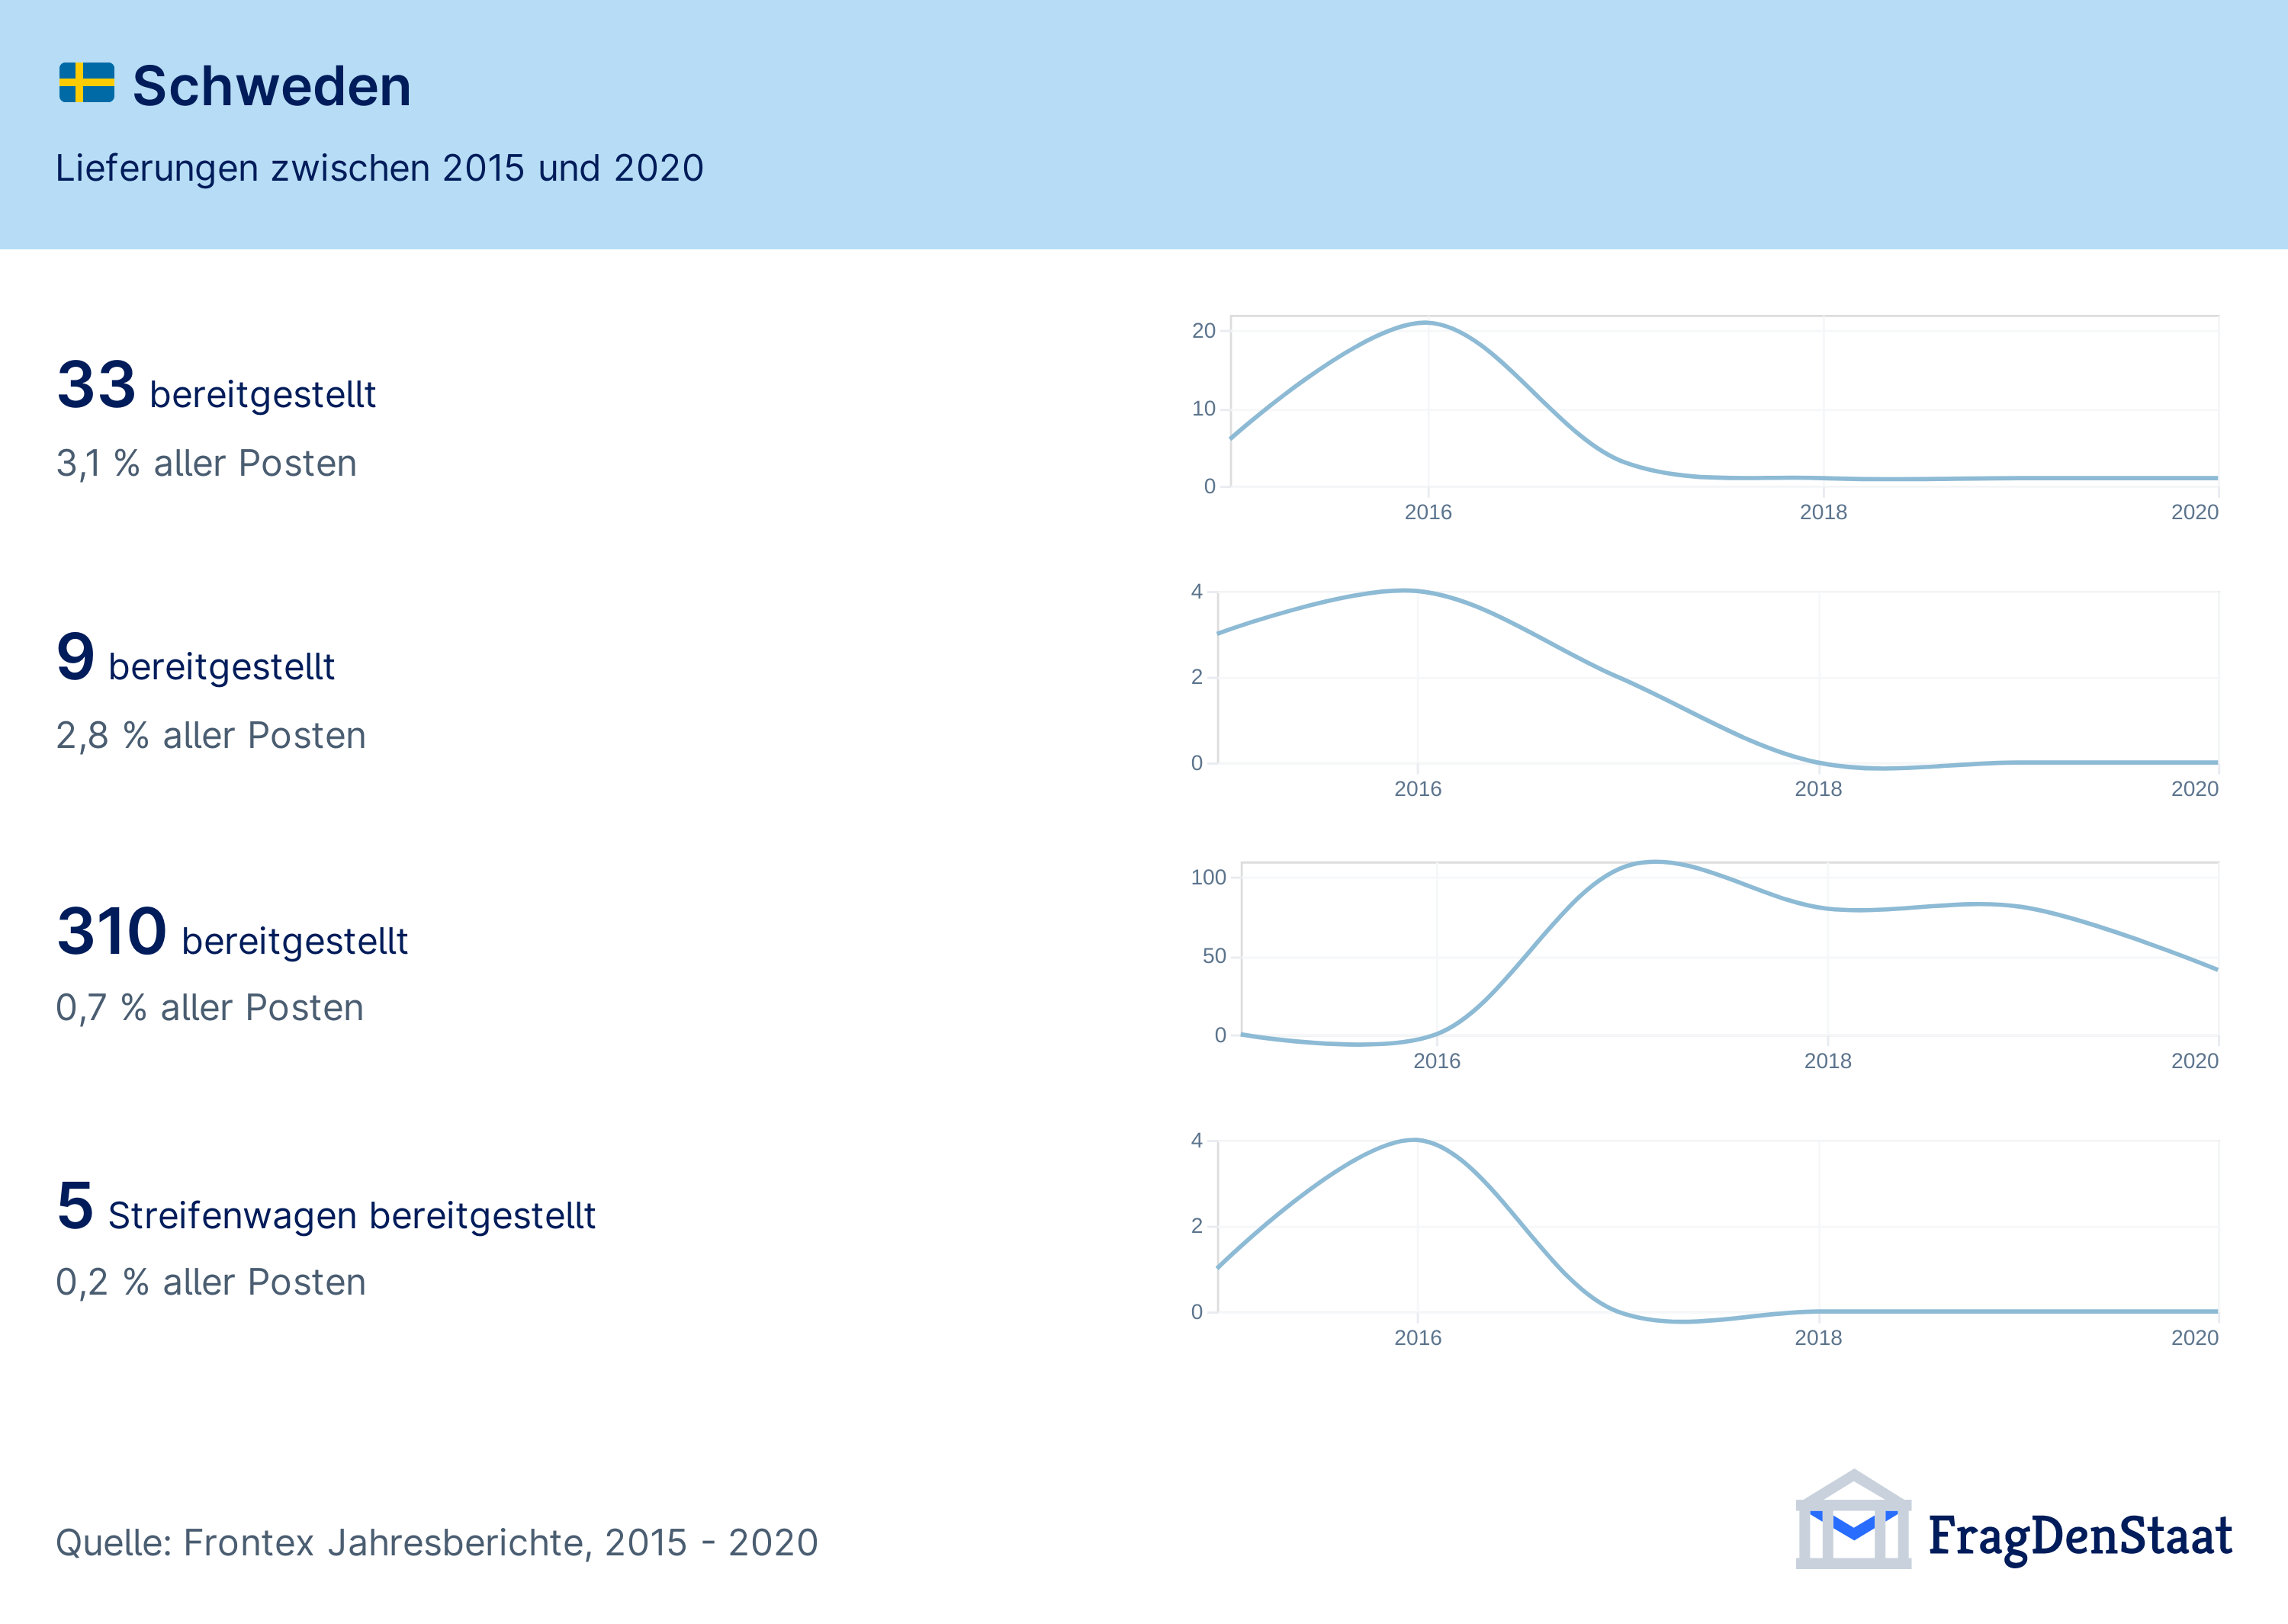 Schweden
Lieferungen zwischen 2015 und 2020
33 bereitgestellt
3,1 % aller Posten
20
10
0
2016 2018 2020
9 bereitgestellt
2,8 % aller Posten
4
2
0
2016 2018 2020
310 bereitgestellt
0,7 % aller Posten
100
50
0
2016 2018 2020
5 Streifenwagen bereitgestellt
0,2 % aller Posten
4
2
0
2016 2018 2020
Quelle: Frontex Jahresberichte, 2015 - 2020
FragDenStaat